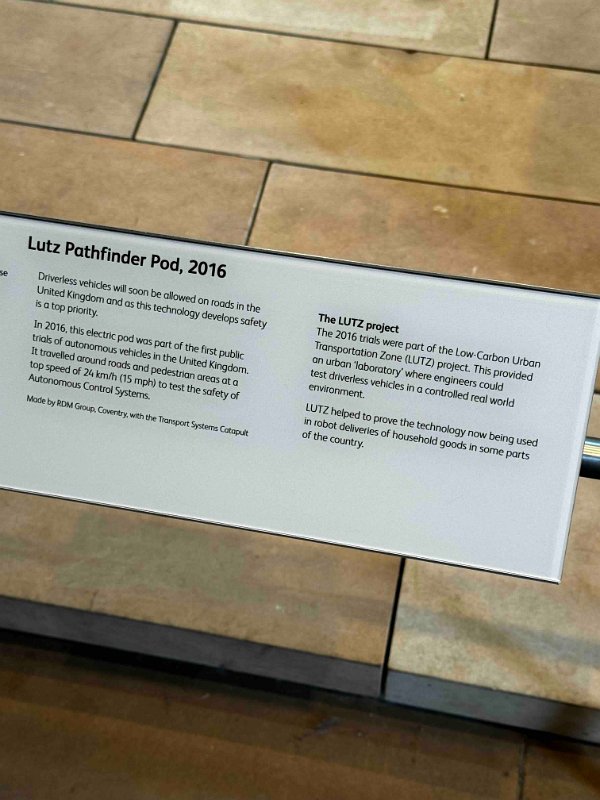 se
Lutz Pathfinder Pod, 2016
Driverless vehicles will soon be allowed on roads in the
United Kingdom and as this technology develops safety
is a top priority.
In 2016, this electric pod was part of the first public
trials of autonomous vehicles in the United Kingdom.
It travelled around roads and pedestrian areas at a
top speed of 24 km/h (15 mph) to test the safety of
Autonomous Control Systems.
Made by RDM Group, Coventry, with the Transport Systems Catapult
The LUTZ project
The 2016 trials were part of the Low-Carbon Urban
Transportation Zone (LUTZ) project. This provided
an urban 'laboratory' where engineers could
test driverless vehicles in a controlled real world
environment.
LUTZ helped to prove the technology now being used
in robot deliveries of household goods in some parts
of the country.